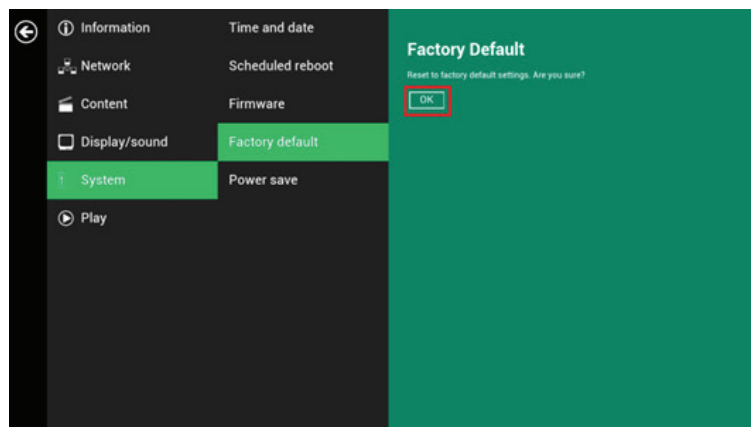 Information
Network
Content
Display/sound
System
Play
Time and date
Scheduled reboot
Firmware
Factory default
Power save
Factory Default
Reset to factory default settings. Are you sure?
OK